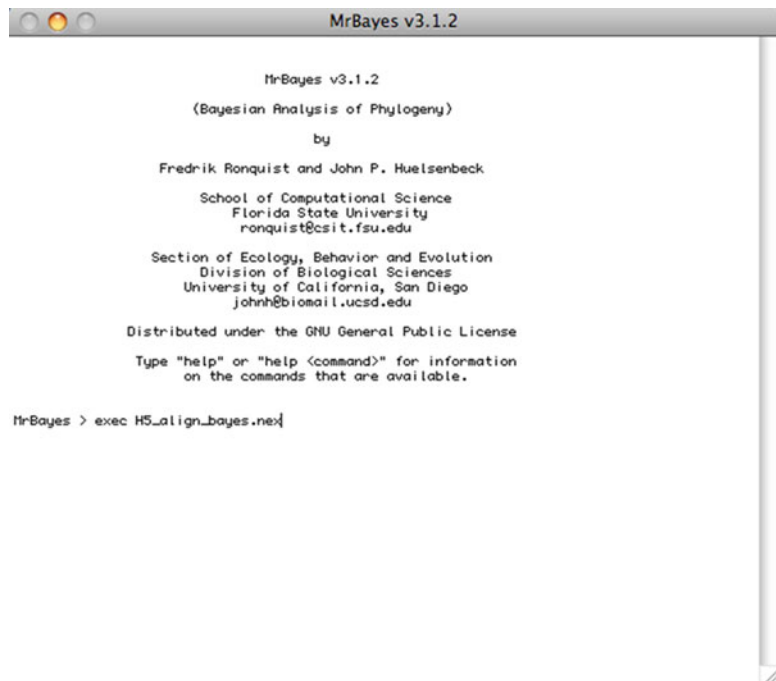 MrBayes v3.1.2
MrBayes v3.1.2
(Bayesian Analysis of Phylogeny)
by
Fredrik Ronquist and John P. Huelsenbeck
School of Computational Science
Florida State University
ronquist@csit.fsu.edu
Section of Ecology, Behavior and Evolution
Division of Biological Sciences
University of California, San Diego
johnh@biomail.ucsd.edu
Distributed under the GNU General Public License
Type "help" or "help <command>" for information
on the commands that are available.
MrBayes > exec H5_align_bayes.nex